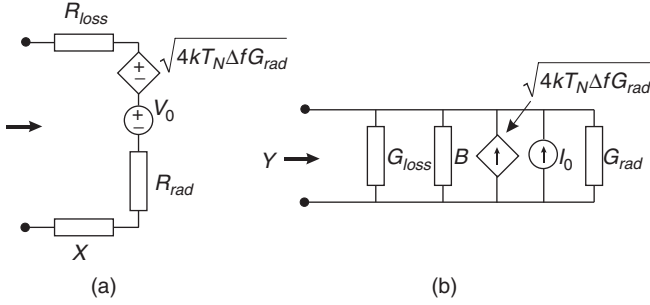 R_loss
√4kT_NΔfG_rad
V_0
R_rad
X
(a)
√4kT_NΔfG_rad
Y
G_loss
B
I_0
G_rad
(b)